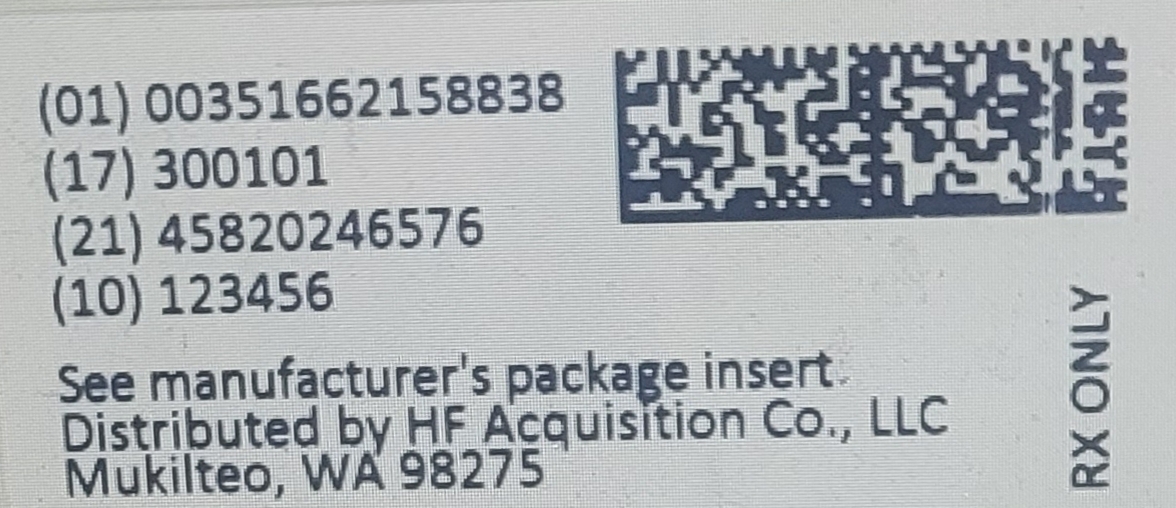 (01) 00351662158838
(17) 300101
(21) 45820246576
(10) 123456
See manufacturer's package insert.
Distributed by HF Acquisition Co., LLC
Mukilteo, WA 98275
RX ONLY